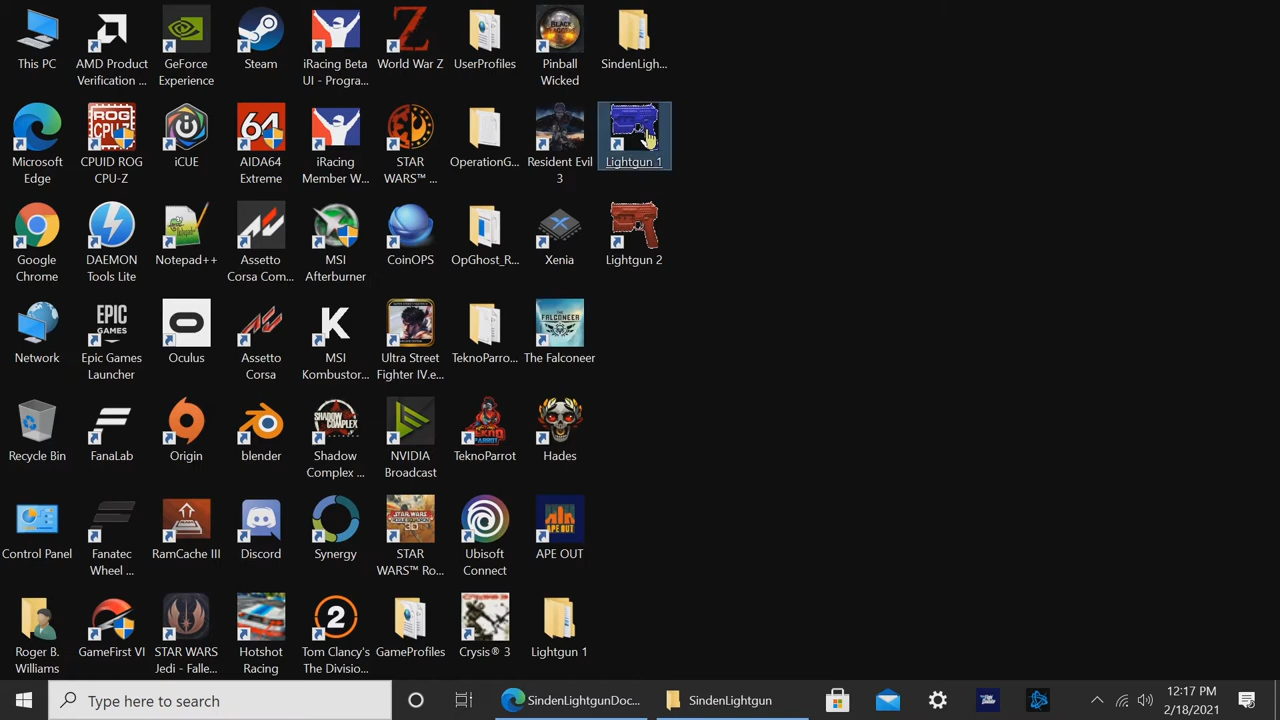 This PC
AMD Product
Verification ...
GeForce
Experience
Steam
iRacing Beta
UI - Progra...
World War Z
UserProfiles
Pinball
Wicked
SindenLigh...
Microsoft
Edge
CPUID ROG
CPU-Z
iCUE
AIDA64
Extreme
iRacing
Member W...
STAR
WARS™ ...
OperationG...
Resident Evil
3
Lightgun 1
Google
Chrome
DAEMON
Tools Lite
Notepad++
Assetto
Corsa Com...
MSI
Afterburner
CoinOPS
OpGhost_R...
Xenia
Lightgun 2
Network
Epic Games
Launcher
Oculus
Assetto
Corsa
MSI
Kombustor...
Ultra Street
Fighter IV.e...
TeknoParro...
The Falconeer
Recycle Bin
FanaLab
Origin
blender
Shadow
Complex ...
NVIDIA
Broadcast
TeknoParrot
Hades
Control Panel
Fanatec
Wheel ...
RamCache III
Discord
Synergy
STAR
WARS™ Ro...
Ubisoft
Connect
APE OUT
Roger B.
Williams
GameFirst VI
STAR WARS
Jedi - Falle...
Hotshot
Racing
Tom Clancy's
The Divisio...
GameProfiles
Crysis® 3
Lightgun 1
Type here to search
SindenLightgunDoc...
SindenLightgun
12:17 PM
2/18/2021